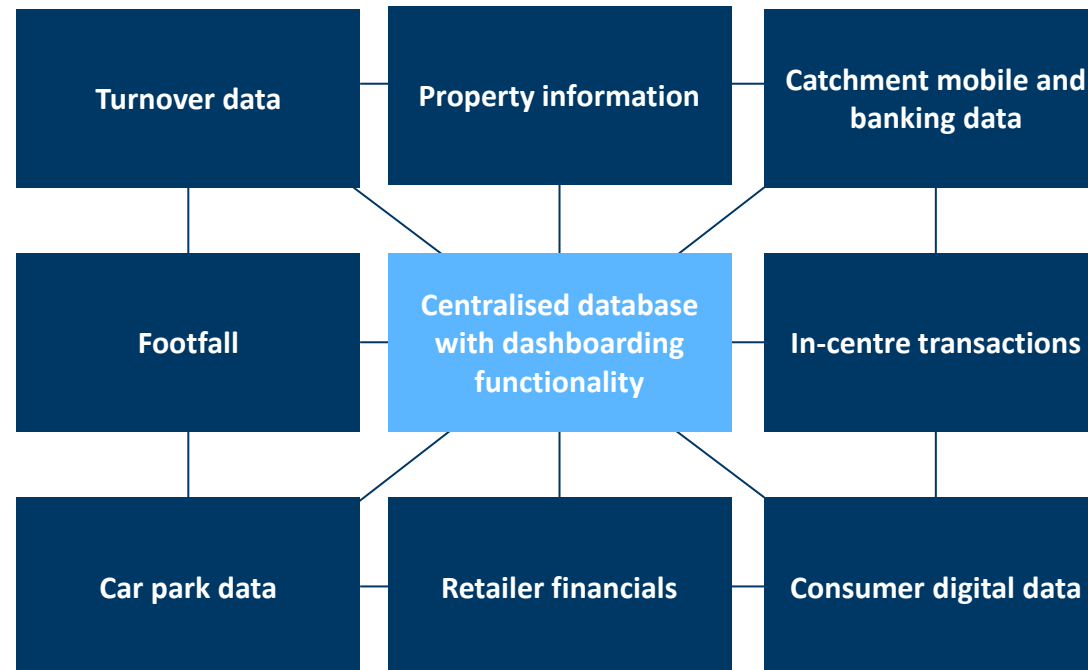 Turnover data
Property information
Catchment mobile and
banking data
Footfall
Centralised database
with dashboarding
functionality
In-centre transactions
Car park data
Retailer financials
Consumer digital data